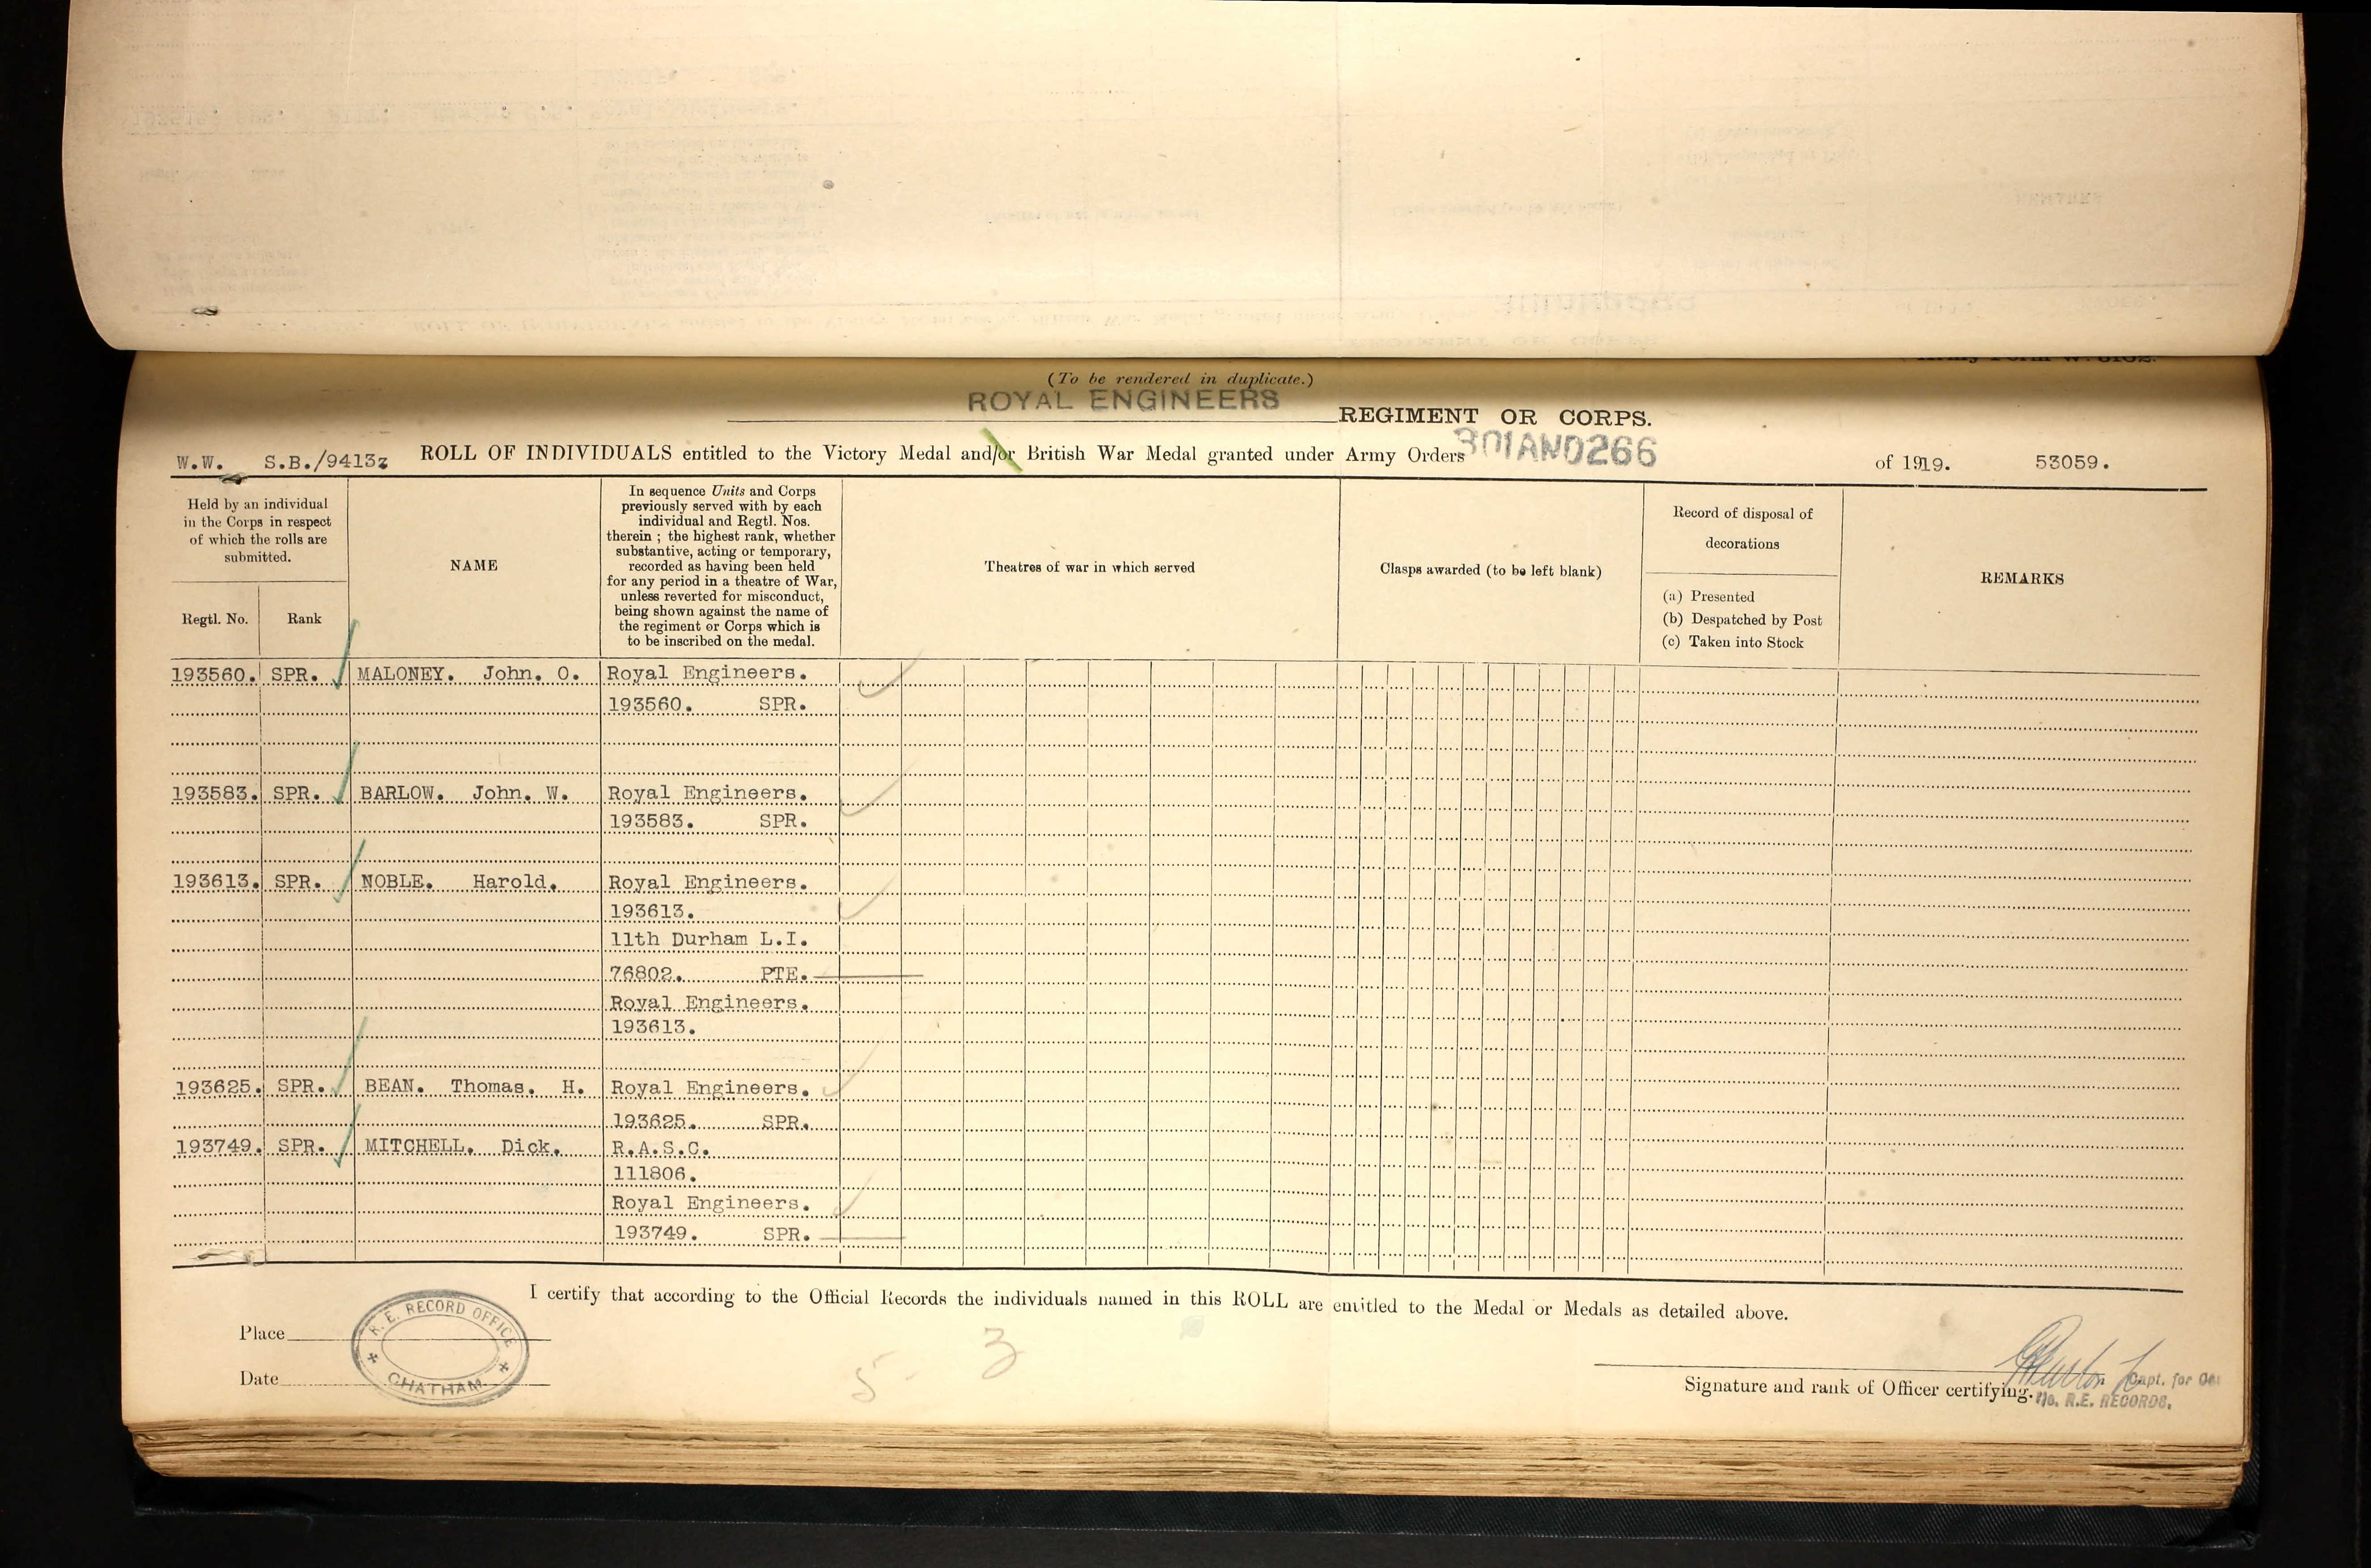 (To be rendered in duplicate.)
ROYAL ENGINEERS REGIMENT OR CORPS.
W.W. S.B./9413z ROLL OF INDIVIDUALS entitled to the Victory Medal and/or British War Medal granted under Army Orders 301AND266 of 1919. 53059.
Held by an individual
in the Corps in respect
of which the rolls are
submitted.
Regtl. No. Rank
NAME
In sequence Units and Corps
previously served with by each
individual and Regtl. Nos.
therein ; the highest rank, whether
substantive, acting or temporary,
recorded as having been held
for any period in a theatre of War,
unless reverted for misconduct,
being shown against the name of
the regiment or Corps which is
to be inscribed on the medal.
Theatres of war in which served
Clasps awarded (to be left blank)
Record of disposal of
decorations
(a) Presented
(b) Despatched by Post
(c) Taken into Stock
REMARKS
193560. SPR. MALONEY. John. O. Royal Engineers.
193560. SPR.
193583. SPR. BARLOW. John. W. Royal Engineers.
193583. SPR.
193613. SPR. NOBLE. Harold. Royal Engineers.
193613.
11th Durham L.I.
76802. PTE.
Royal Engineers.
193613.
193625. SPR. BEAN. Thomas. H. Royal Engineers.
193625. SPR.
193749. SPR. MITCHELL. Dick. R.A.S.C.
111806.
Royal Engineers.
193749. SPR.
I certify that according to the Official Records the individuals named in this ROLL are entitled to the Medal or Medals as detailed above.
Place
Date
R. E. RECORD OFFICE
CHATHAM
5 - 3
Signature and rank of Officer certifying.
Capt. for
i/c. R.E. RECORDS.